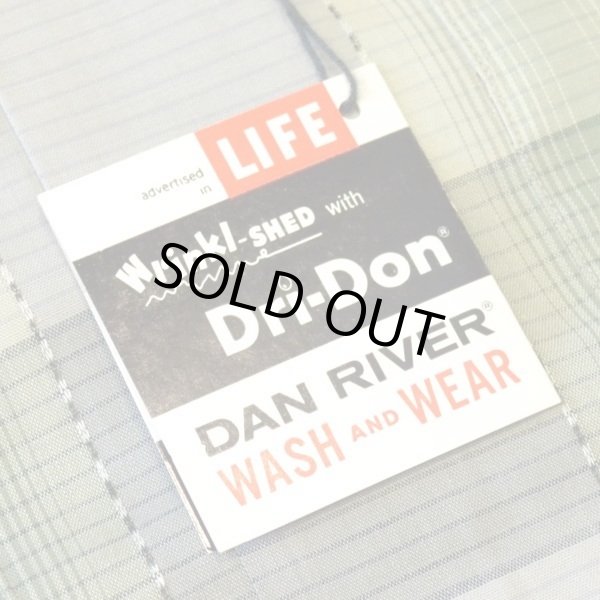 advertised
in
LIFE
Wrinkl-SHED with
Dri-Don®
SOLD OUT
DAN RIVER®
WASH AND WEAR